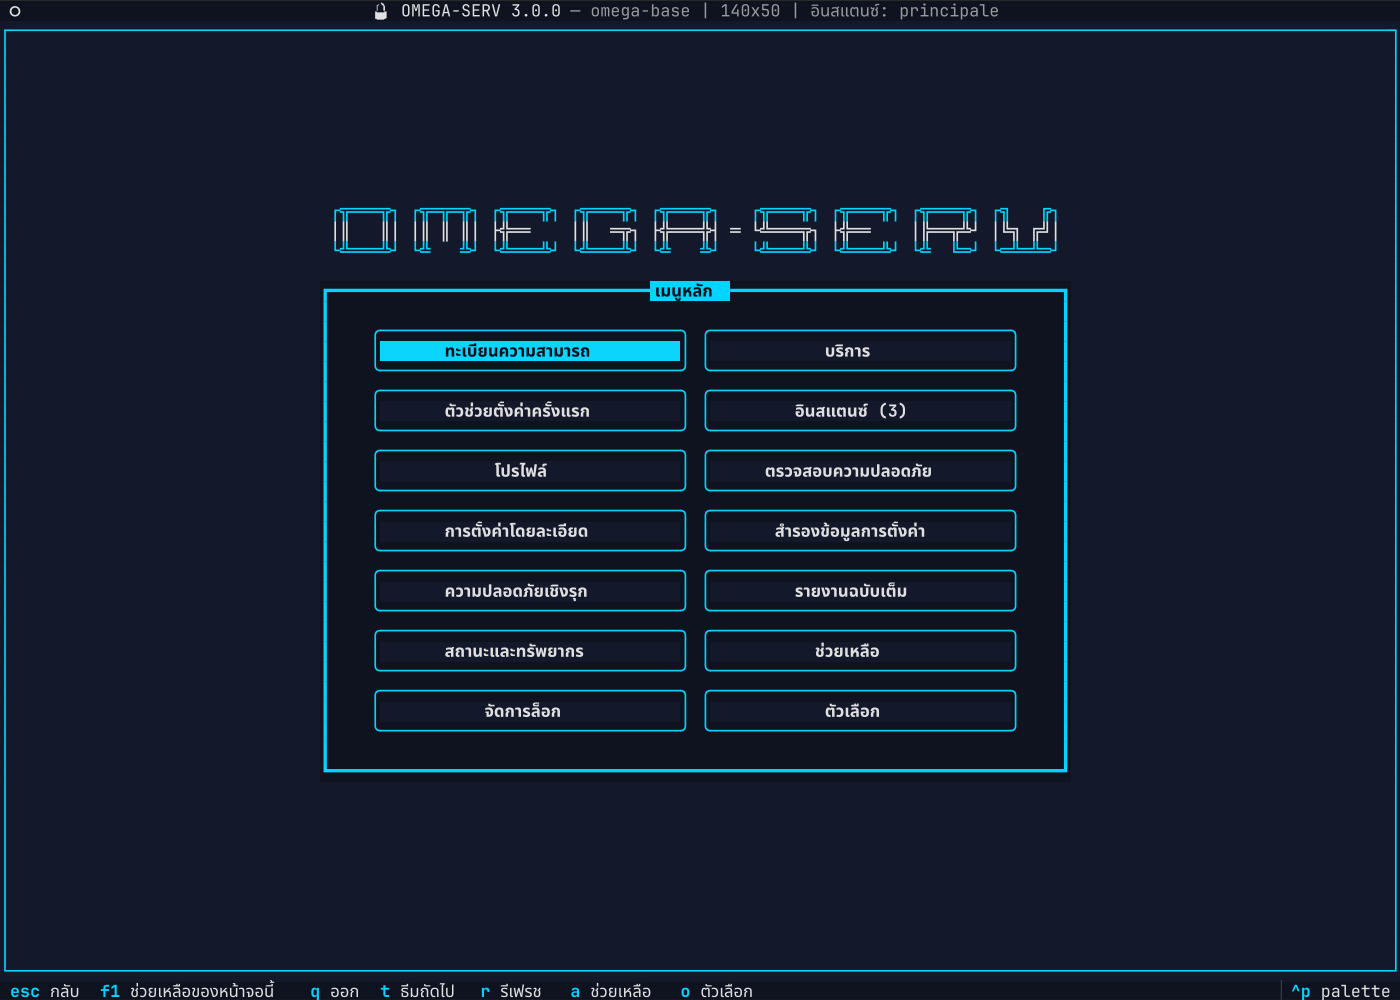 OMEGA-SERV 3.0.0 — omega-base | 140x50 | อินสแตนซ์: principale
OMEGA-SERV
เมนูหลัก
ทะเบียนความสามารถ
บริการ
ตัวช่วยตั้งค่าครั้งแรก
อินสแตนซ์ (3)
โปรไฟล์
ตรวจสอบความปลอดภัย
การตั้งค่าโดยละเอียด
สำรองข้อมูลการตั้งค่า
ความปลอดภัยเชิงรุก
รายงานฉบับเต็ม
สถานะและทรัพยากร
ช่วยเหลือ
จัดการล็อก
ตัวเลือก
esc กลับ f1 ช่วยเหลือของหน้าจอนี้ q ออก t ธีมถัดไป r รีเฟรช a ช่วยเหลือ o ตัวเลือก ^p palette